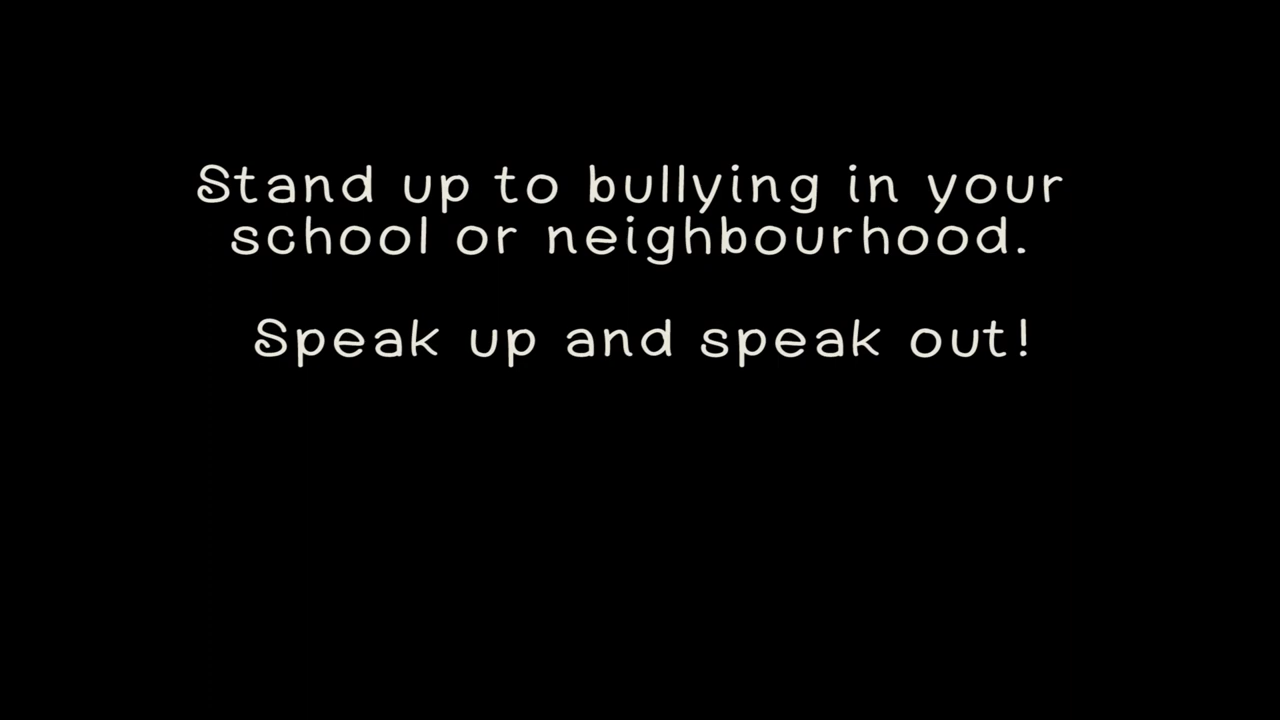 Stand up to bullying in your
school or neighbourhood.
Speak up and speak out!